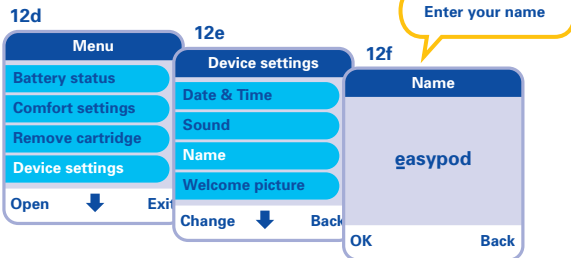 12d
Menu
Battery status
Comfort settings
Remove cartridge
Device settings
Open Exit
12e
Device settings
Date & Time
Sound
Name
Welcome picture
Change Back
12f
Enter your name
Name
easypod
OK Back